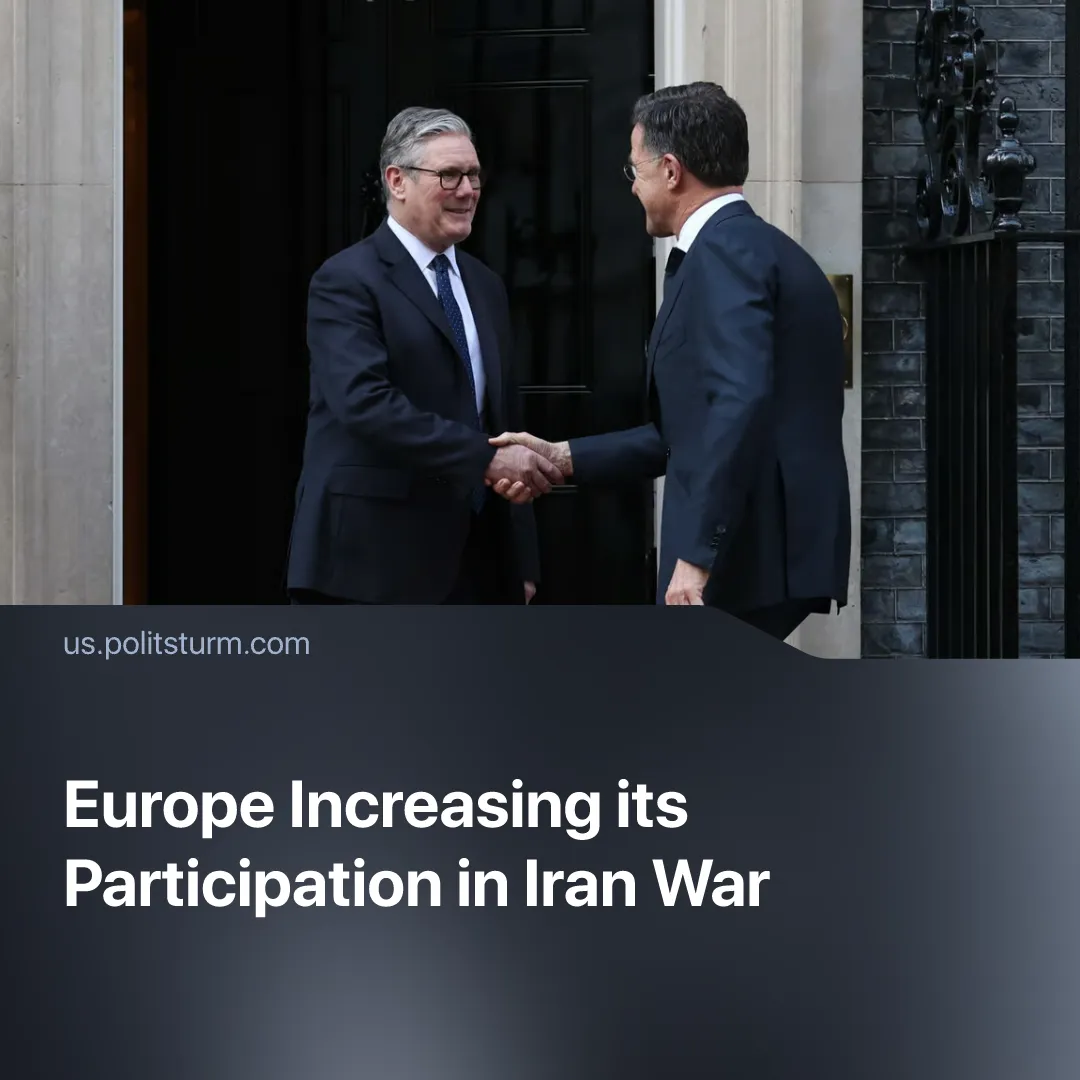 us.politsturm.com
Europe Increasing its
Participation in Iran War